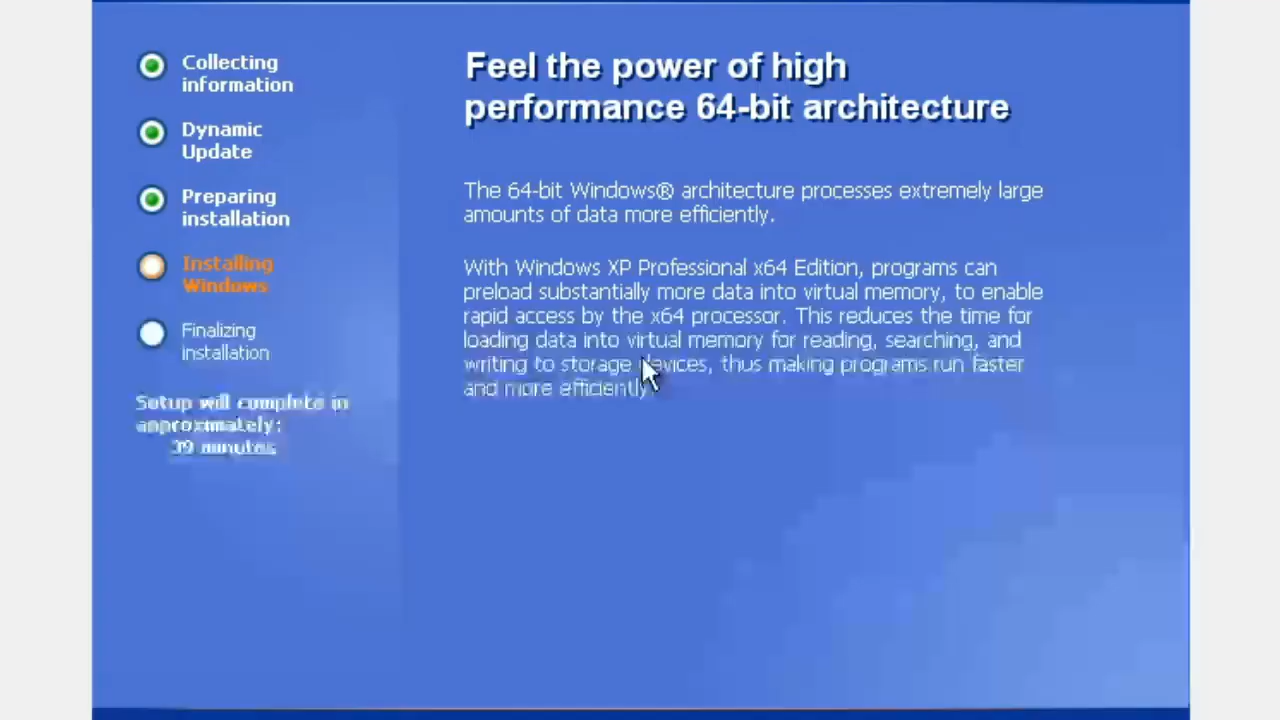 Collecting
information
Dynamic
Update
Preparing
installation
Installing
Windows
Finalizing
installation
Setup will complete in
approximately:
39 minutes
Feel the power of high
performance 64-bit architecture
The 64-bit Windows® architecture processes extremely large
amounts of data more efficiently.
With Windows XP Professional x64 Edition, programs can
preload substantially more data into virtual memory, to enable
rapid access by the x64 processor. This reduces the time for
loading data into virtual memory for reading, searching, and
writing to storage devices, thus making programs run faster
and more efficiently.